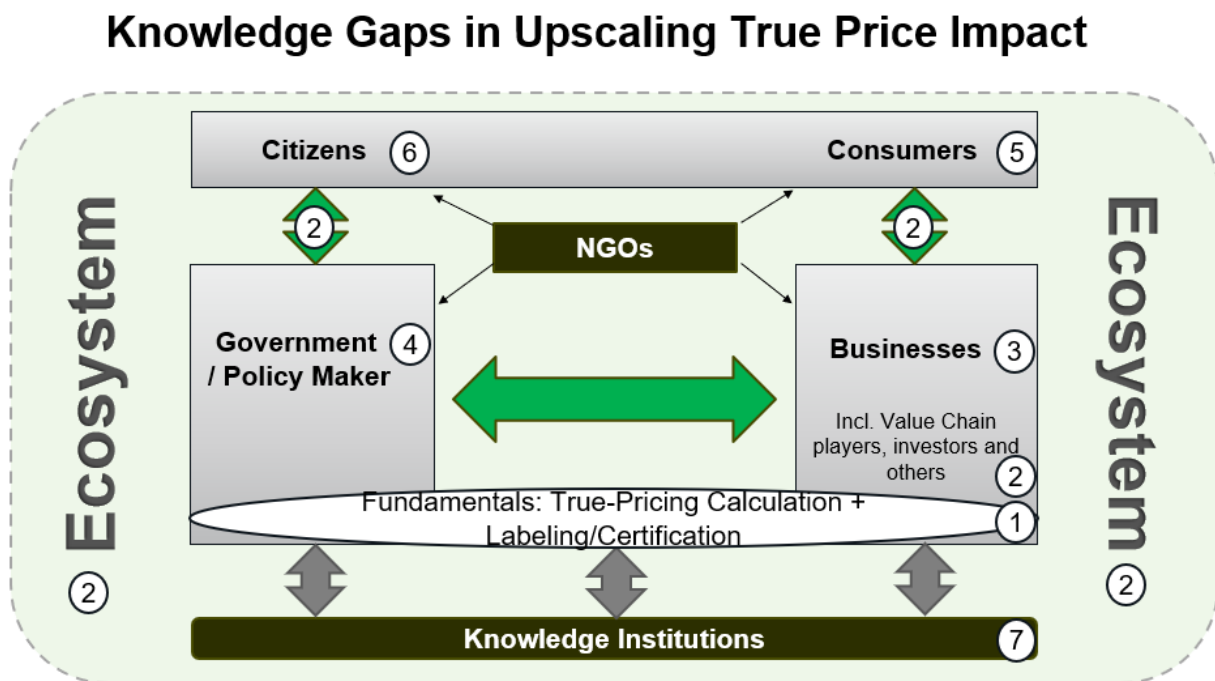 Knowledge Gaps in Upscaling True Price Impact
Citizens 6
Consumers 5
2
2
NGOs
Ecosystem
Ecosystem
Government 4
/ Policy Maker
Businesses 3
Incl. Value Chain
players, investors and
others
2
Fundamentals: True-Pricing Calculation +
Labeling/Certification
1
2
2
Knowledge Institutions 7